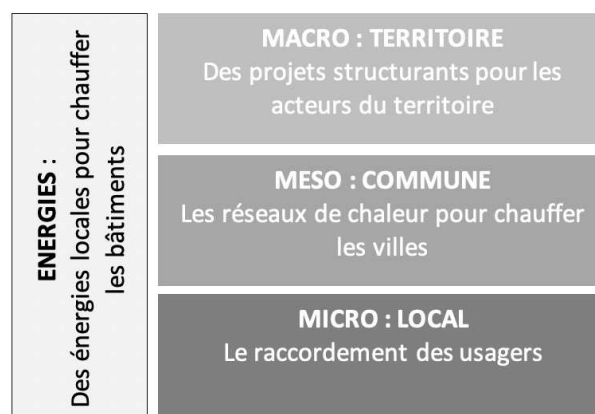 ENERGIES :
Des énergies locales pour chauffer
les bâtiments
MACRO : TERRITOIRE
Des projets structurants pour les
acteurs du territoire
MESO : COMMUNE
Les réseaux de chaleur pour chauffer
les villes
MICRO : LOCAL
Le raccordement des usagers